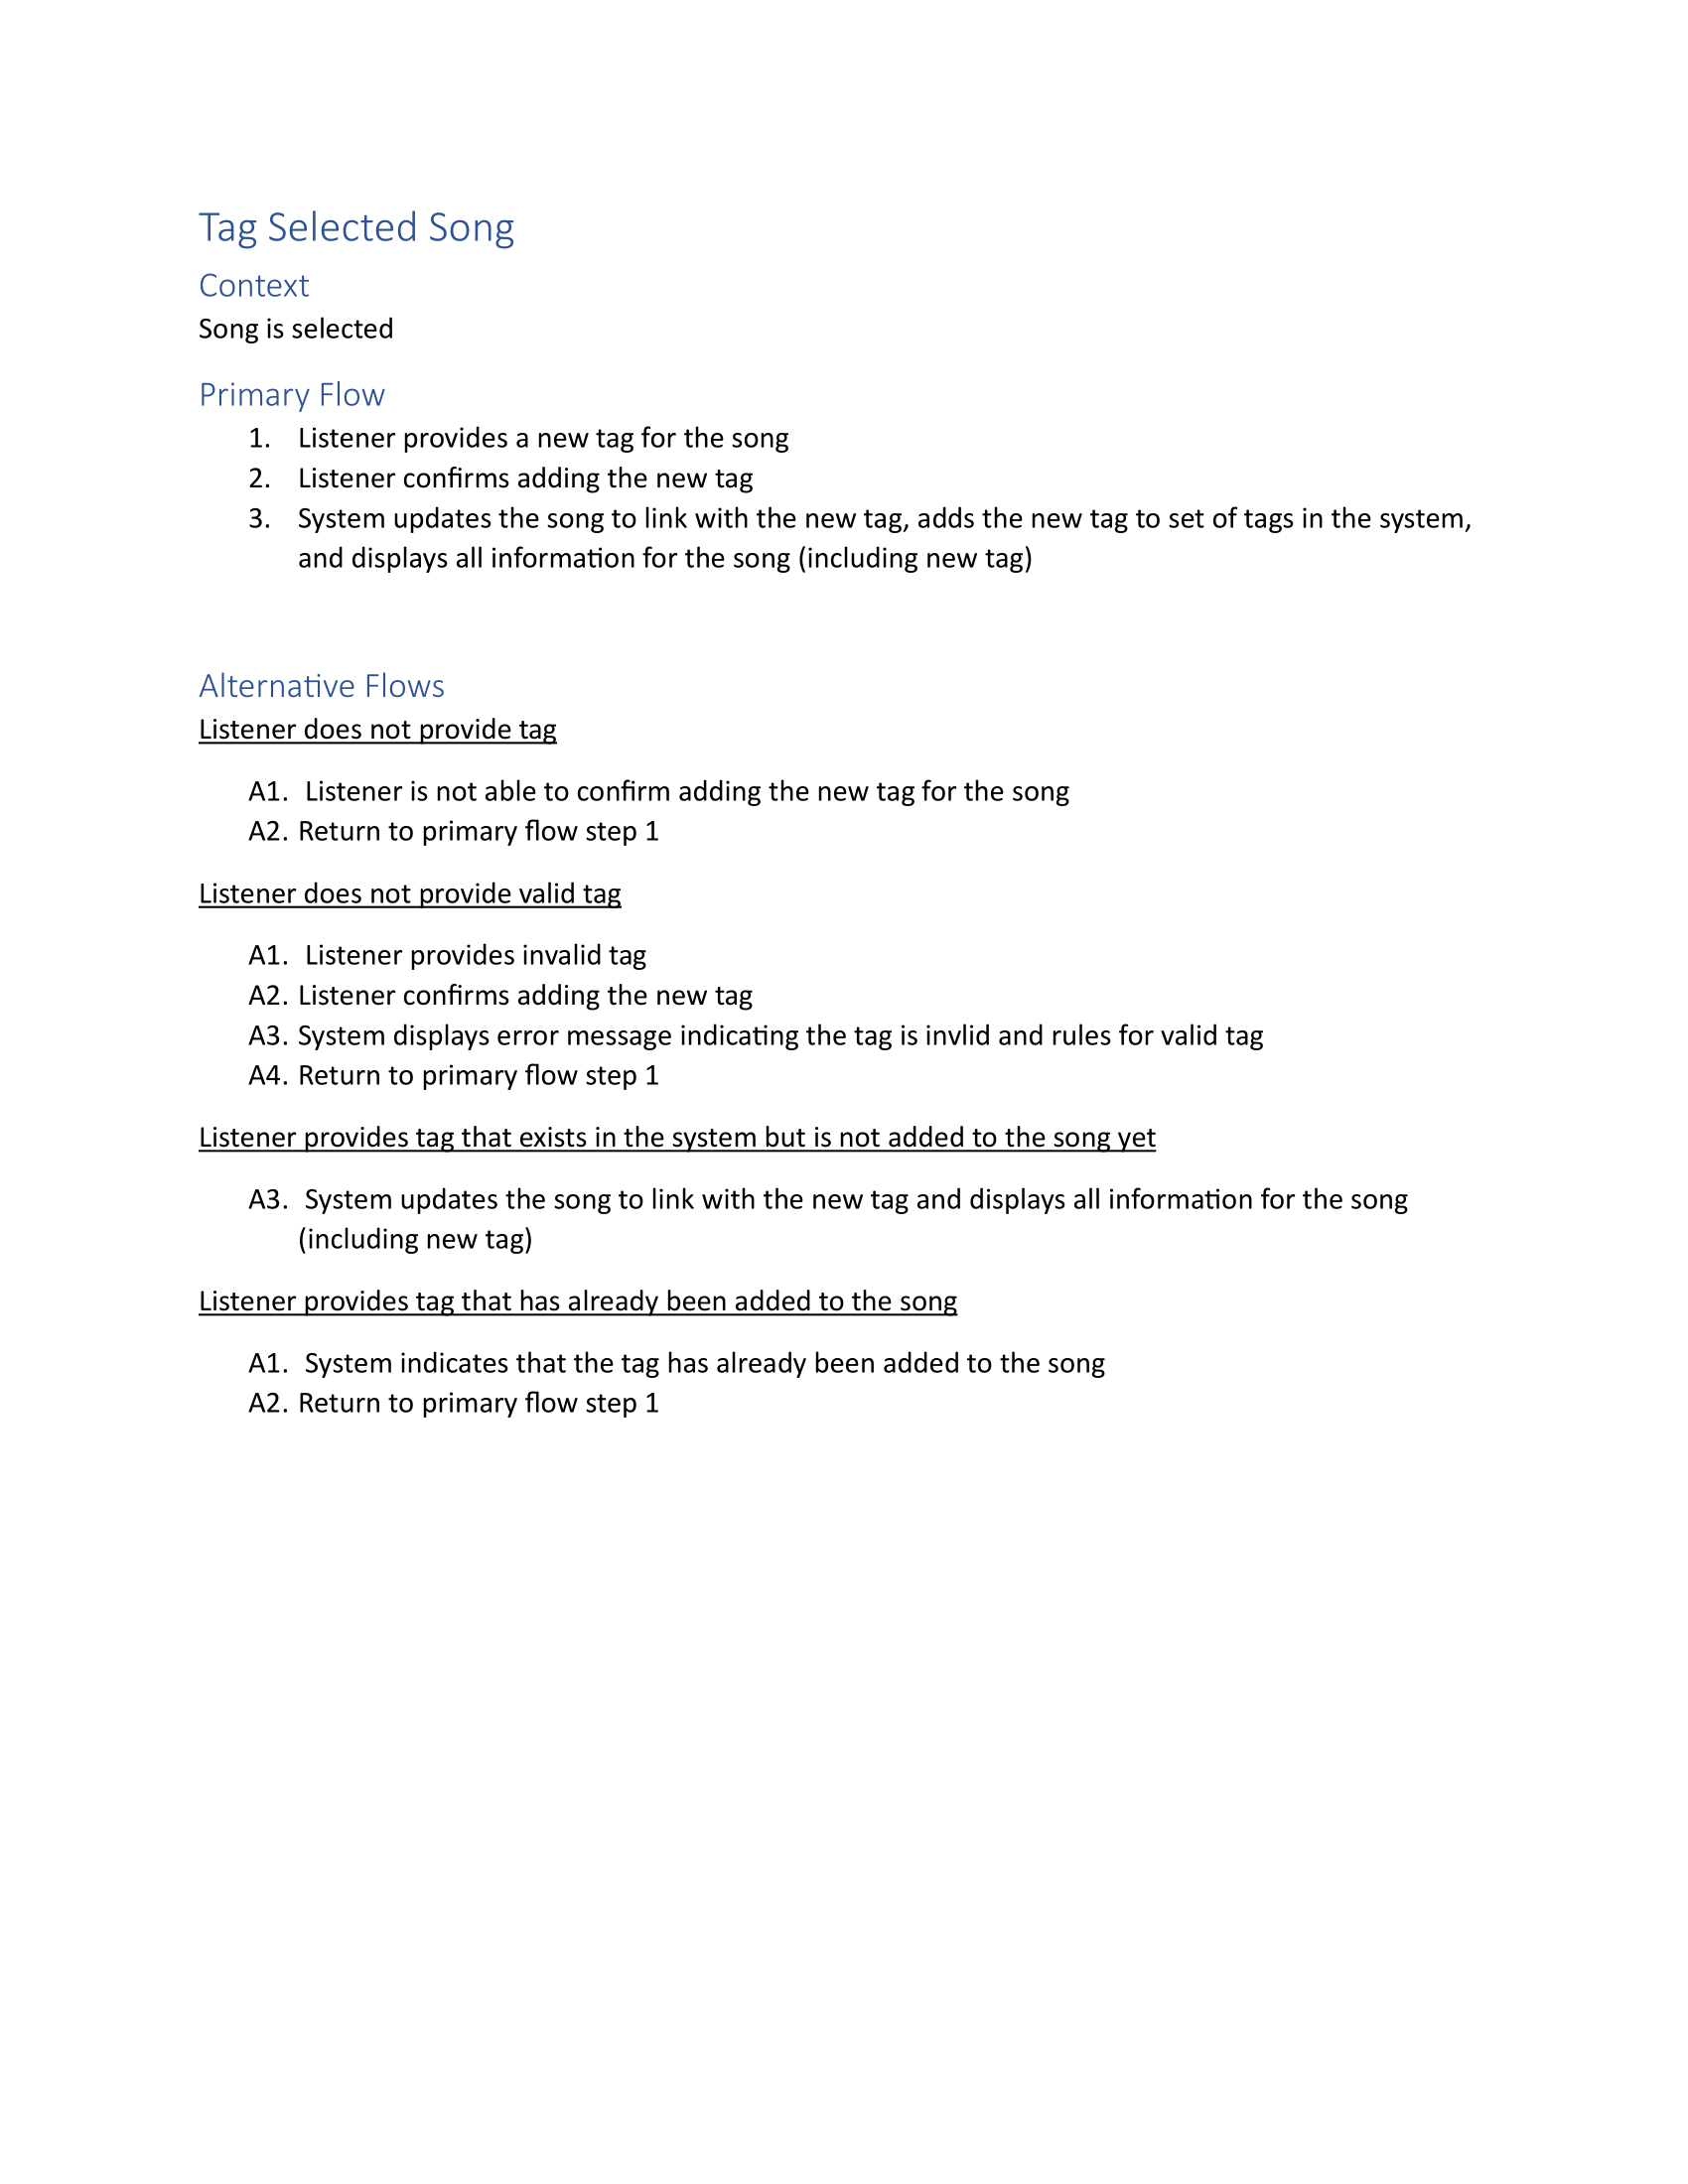 Tag Selected Song
Context
Song is selected
Primary Flow
1. Listener provides a new tag for the song
2. Listener confirms adding the new tag
3. System updates the song to link with the new tag, adds the new tag to set of tags in the system,
and displays all information for the song (including new tag)
Alternative Flows
Listener does not provide tag
A1. Listener is not able to confirm adding the new tag for the song
A2. Return to primary flow step 1
Listener does not provide valid tag
A1. Listener provides invalid tag
A2. Listener confirms adding the new tag
A3. System displays error message indicating the tag is invlid and rules for valid tag
A4. Return to primary flow step 1
Listener provides tag that exists in the system but is not added to the song yet
A3. System updates the song to link with the new tag and displays all information for the song
(including new tag)
Listener provides tag that has already been added to the song
A1. System indicates that the tag has already been added to the song
A2. Return to primary flow step 1